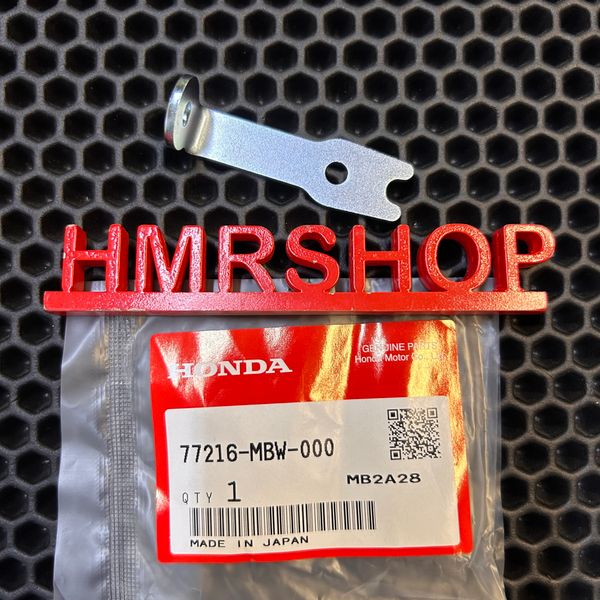 HMRSHOP
GENUINE PARTS
HONDA
Honda Motor Co., Ltd.
77216-MBW-000
MB2A28
QTY 1
MADE IN JAPAN